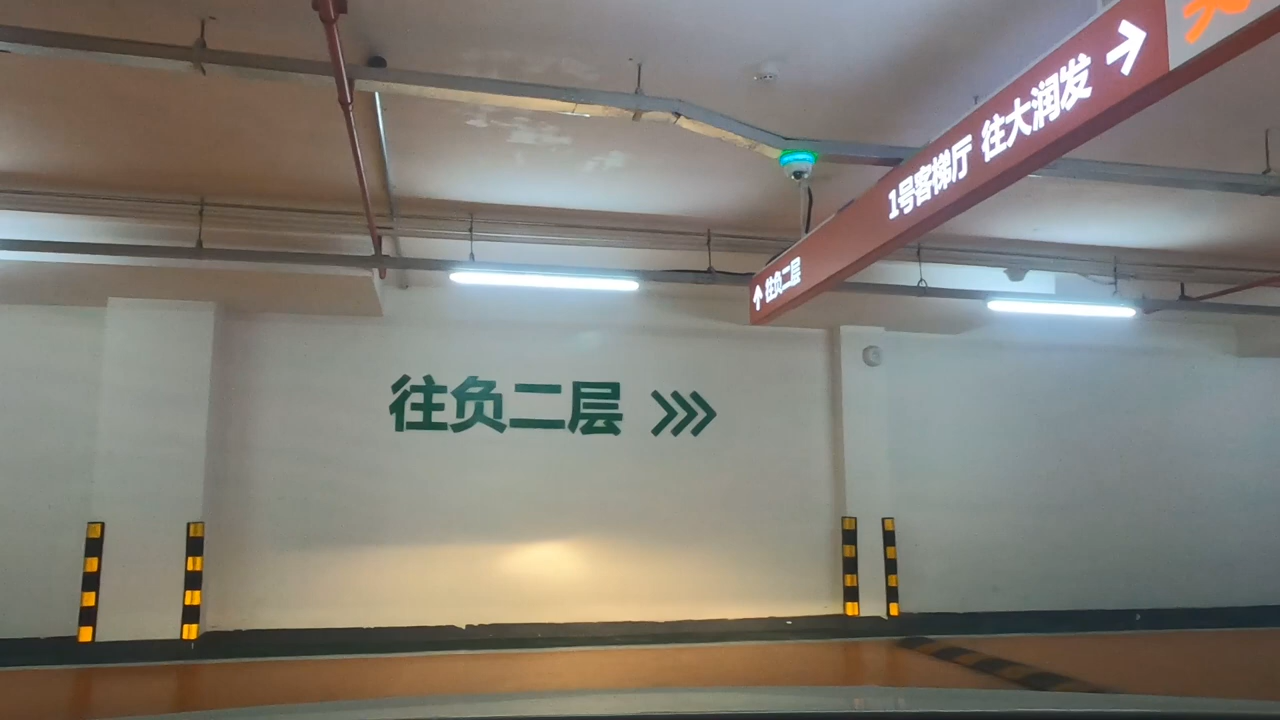 1号客梯厅 往大润发 →
↑ 往负二层
往负二层 >>>